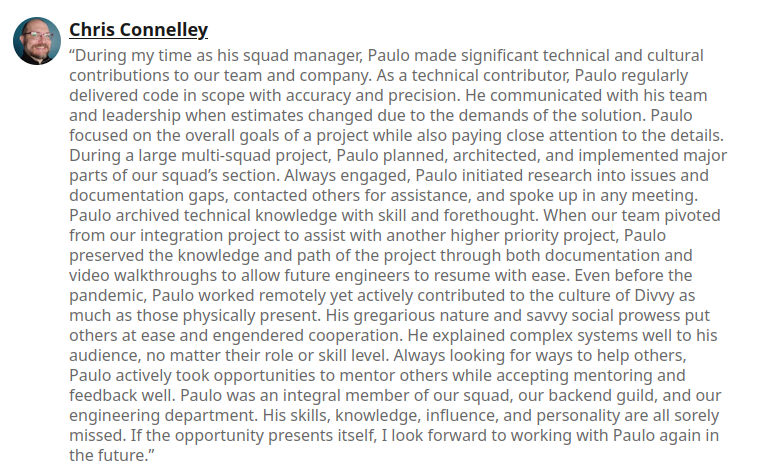 Chris Connelley
“During my time as his squad manager, Paulo made significant technical and cultural
contributions to our team and company. As a technical contributor, Paulo regularly
delivered code in scope with accuracy and precision. He communicated with his team
and leadership when estimates changed due to the demands of the solution. Paulo
focused on the overall goals of a project while also paying close attention to the details.
During a large multi-squad project, Paulo planned, architected, and implemented major
parts of our squad’s section. Always engaged, Paulo initiated research into issues and
documentation gaps, contacted others for assistance, and spoke up in any meeting.
Paulo archived technical knowledge with skill and forethought. When our team pivoted
from our integration project to assist with another higher priority project, Paulo
preserved the knowledge and path of the project through both documentation and
video walkthroughs to allow future engineers to resume with ease. Even before the
pandemic, Paulo worked remotely yet actively contributed to the culture of Divvy as
much as those physically present. His gregarious nature and savvy social prowess put
others at ease and engendered cooperation. He explained complex systems well to his
audience, no matter their role or skill level. Always looking for ways to help others,
Paulo actively took opportunities to mentor others while accepting mentoring and
feedback well. Paulo was an integral member of our squad, our backend guild, and our
engineering department. His skills, knowledge, influence, and personality are all sorely
missed. If the opportunity presents itself, I look forward to working with Paulo again in
the future.”